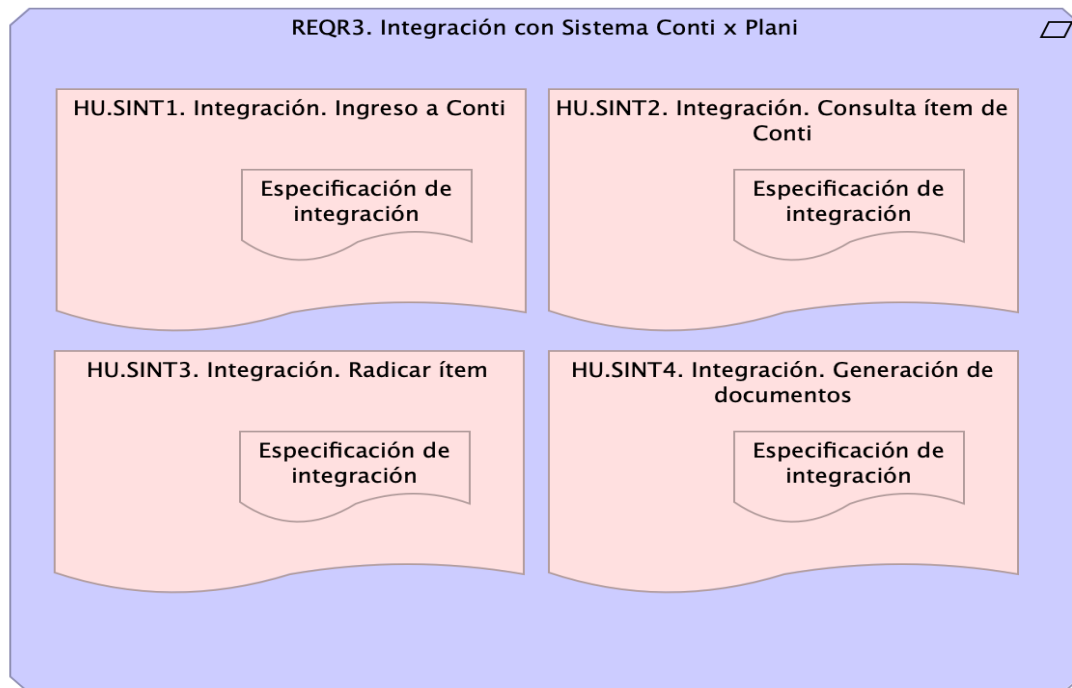 REQR3. Integración con Sistema Conti x Plani
HU.SINT1. Integración. Ingreso a Conti
Especificación de
integración
HU.SINT2. Integración. Consulta ítem de
Conti
Especificación de
integración
HU.SINT3. Integración. Radicar ítem
Especificación de
integración
HU.SINT4. Integración. Generación de
documentos
Especificación de
integración